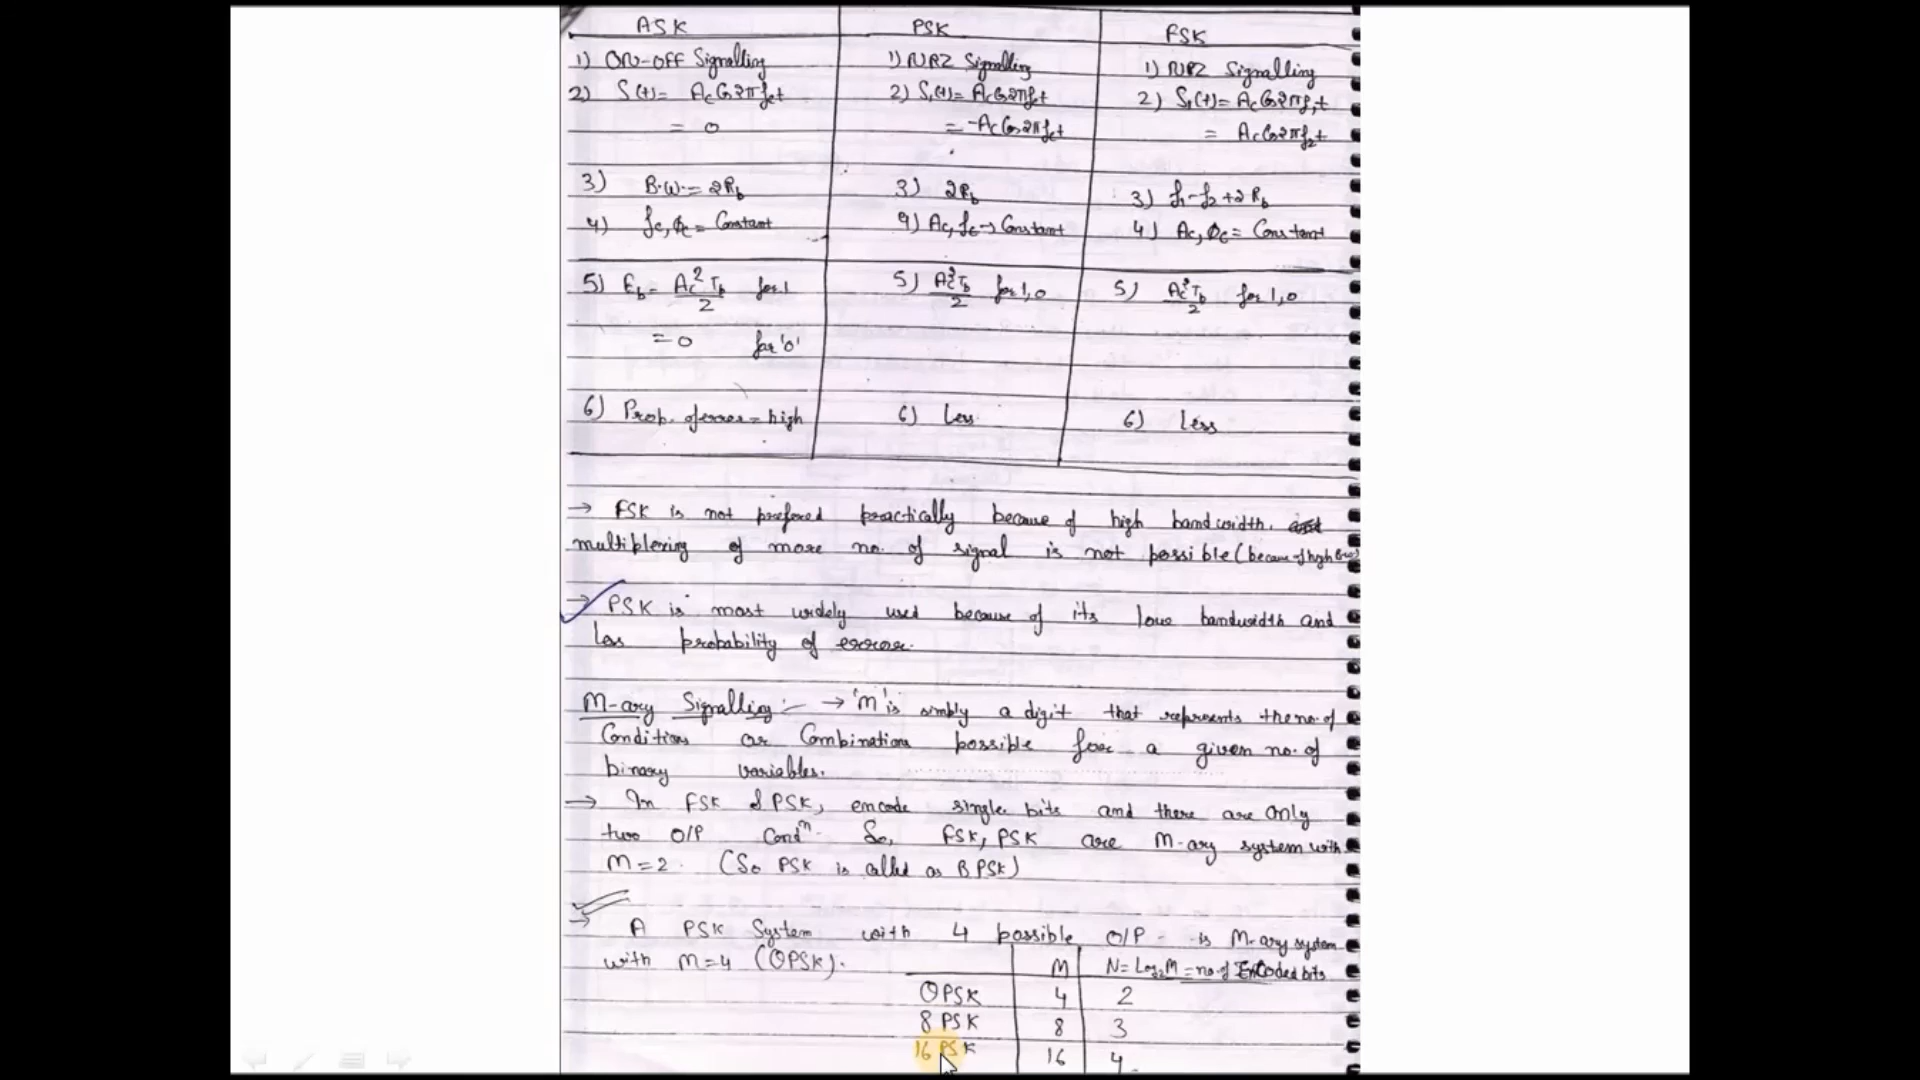 ASK PSK FSK
1) ON-OFF Signalling 1) NRZ Signalling 1) NRZ Signalling
2) S(t) = Ac Cos2πfct 2) S1(t) = Ac Cos2πfct 2) S1(t) = Ac Cos2πf1t
= 0 = -Ac Cos2πfct = Ac Cos2πf2t
3) B.W. = 2Rb 3) 2Rb 3) f1-f2+2Rb
4) fc, φc = Constant 4) Ac, fc → Constant 4) Ac, φc = Constant
5) Eb = Ac²Tb/2 for 1 5) Ac²Tb/2 for 1,0 5) Ac²Tb/2 for 1,0
= 0 for '0'
6) Prob. of error = high 6) Less 6) Less
→ FSK is not prefered practically because of high bandwidth.
multiplexing of more no. of signal is not possible (because of high B.W)
→ PSK is most widely used because of its low bandwidth and
less probability of error.
M-ary Signalling :- → 'm' is simply a digit that represents the no. of
Conditions or Combinations possible for a given no. of
binary variables.
→ In FSK & PSK, encode single bits and there are only
two O/P Condn. So, FSK, PSK are M-ary system with
M=2. (So PSK is called as BPSK)
→ A PSK System with 4 possible O/P - is M-ary system
with m=4 (QPSK).
M N = Log2M = no. of Encoded bits
QPSK 4 2
8 PSK 8 3
16 PSK 16 4